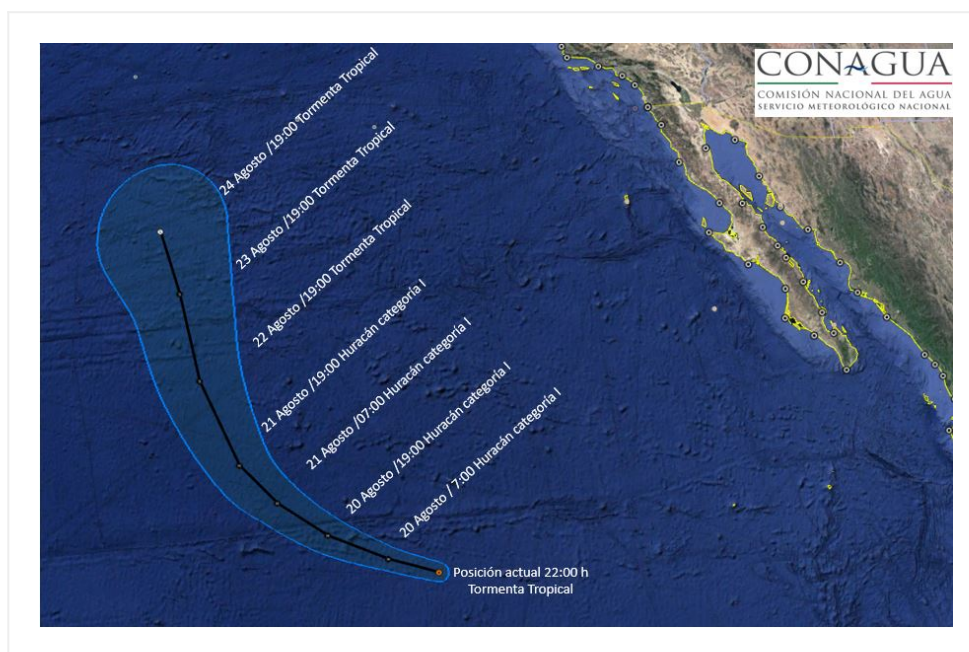 CONAGUA
COMISIÓN NACIONAL DEL AGUA
SERVICIO METEOROLÓGICO NACIONAL
24 Agosto /19:00 Tormenta Tropical
23 Agosto /19:00 Tormenta Tropical
22 Agosto /19:00 Tormenta Tropical
21 Agosto /19:00 Huracán categoría I
21 Agosto /07:00 Huracán categoría I
20 Agosto /19:00 Huracán categoría I
20 Agosto / 7:00 Huracán categoría I
Posición actual 22:00 h
Tormenta Tropical